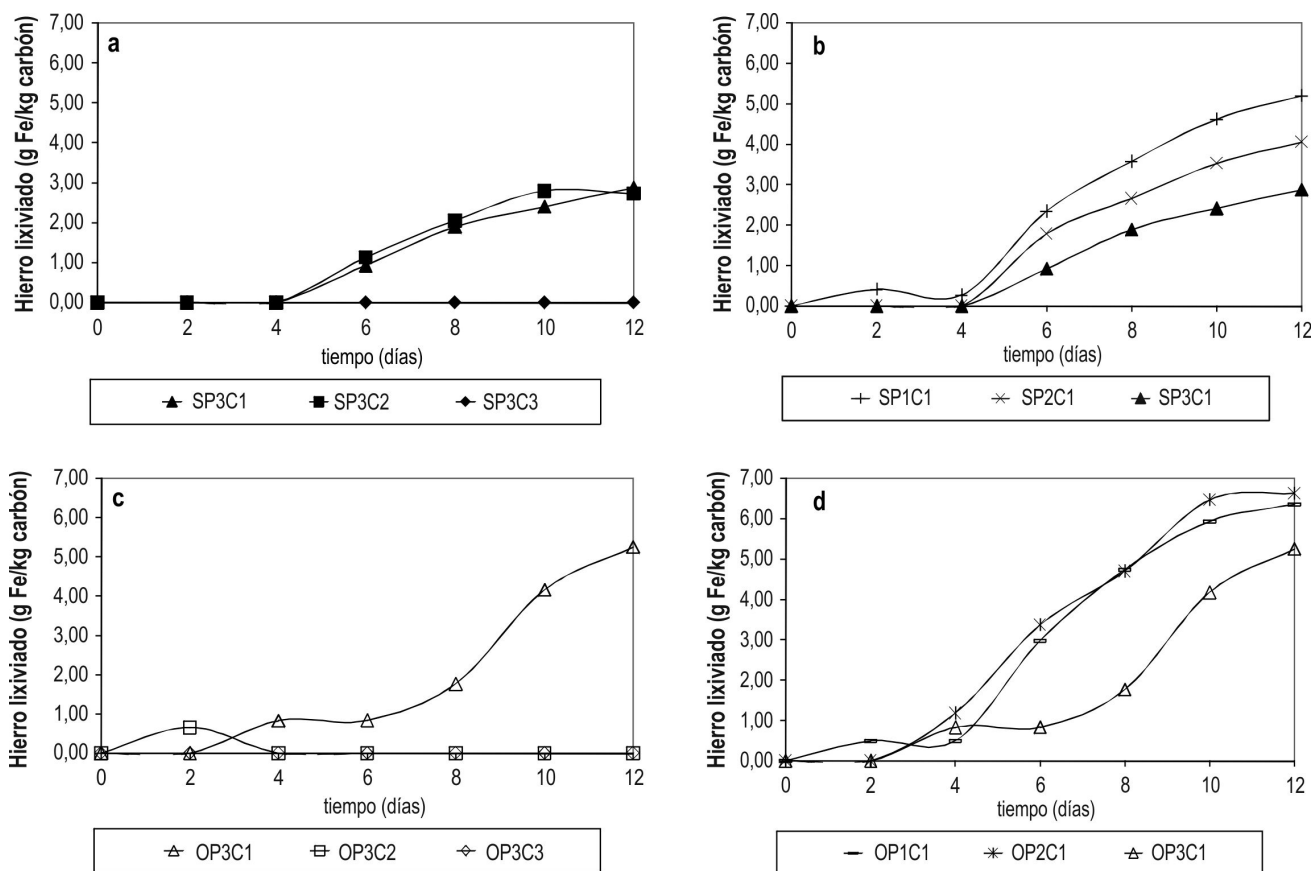 a
Hierro lixiviado (g Fe/kg carbón)
7,00
6,00
5,00
4,00
3,00
2,00
1,00
0,00
0 2 4 6 8 10 12
tiempo (días)
SP3C1 SP3C2 SP3C3
b
Hierro lixiviado (g Fe/kg carbón)
7,00
6,00
5,00
4,00
3,00
2,00
1,00
0,00
0 2 4 6 8 10 12
tiempo (días)
SP1C1 SP2C1 SP3C1
c
Hierro lixiviado (g Fe/kg carbón)
7,00
6,00
5,00
4,00
3,00
2,00
1,00
0,00
0 2 4 6 8 10 12
tiempo (días)
OP3C1 OP3C2 OP3C3
d
Hierro lixiviado (g Fe/kg carbón)
7,00
6,00
5,00
4,00
3,00
2,00
1,00
0,00
0 2 4 6 8 10 12
tiempo (días)
OP1C1 OP2C1 OP3C1